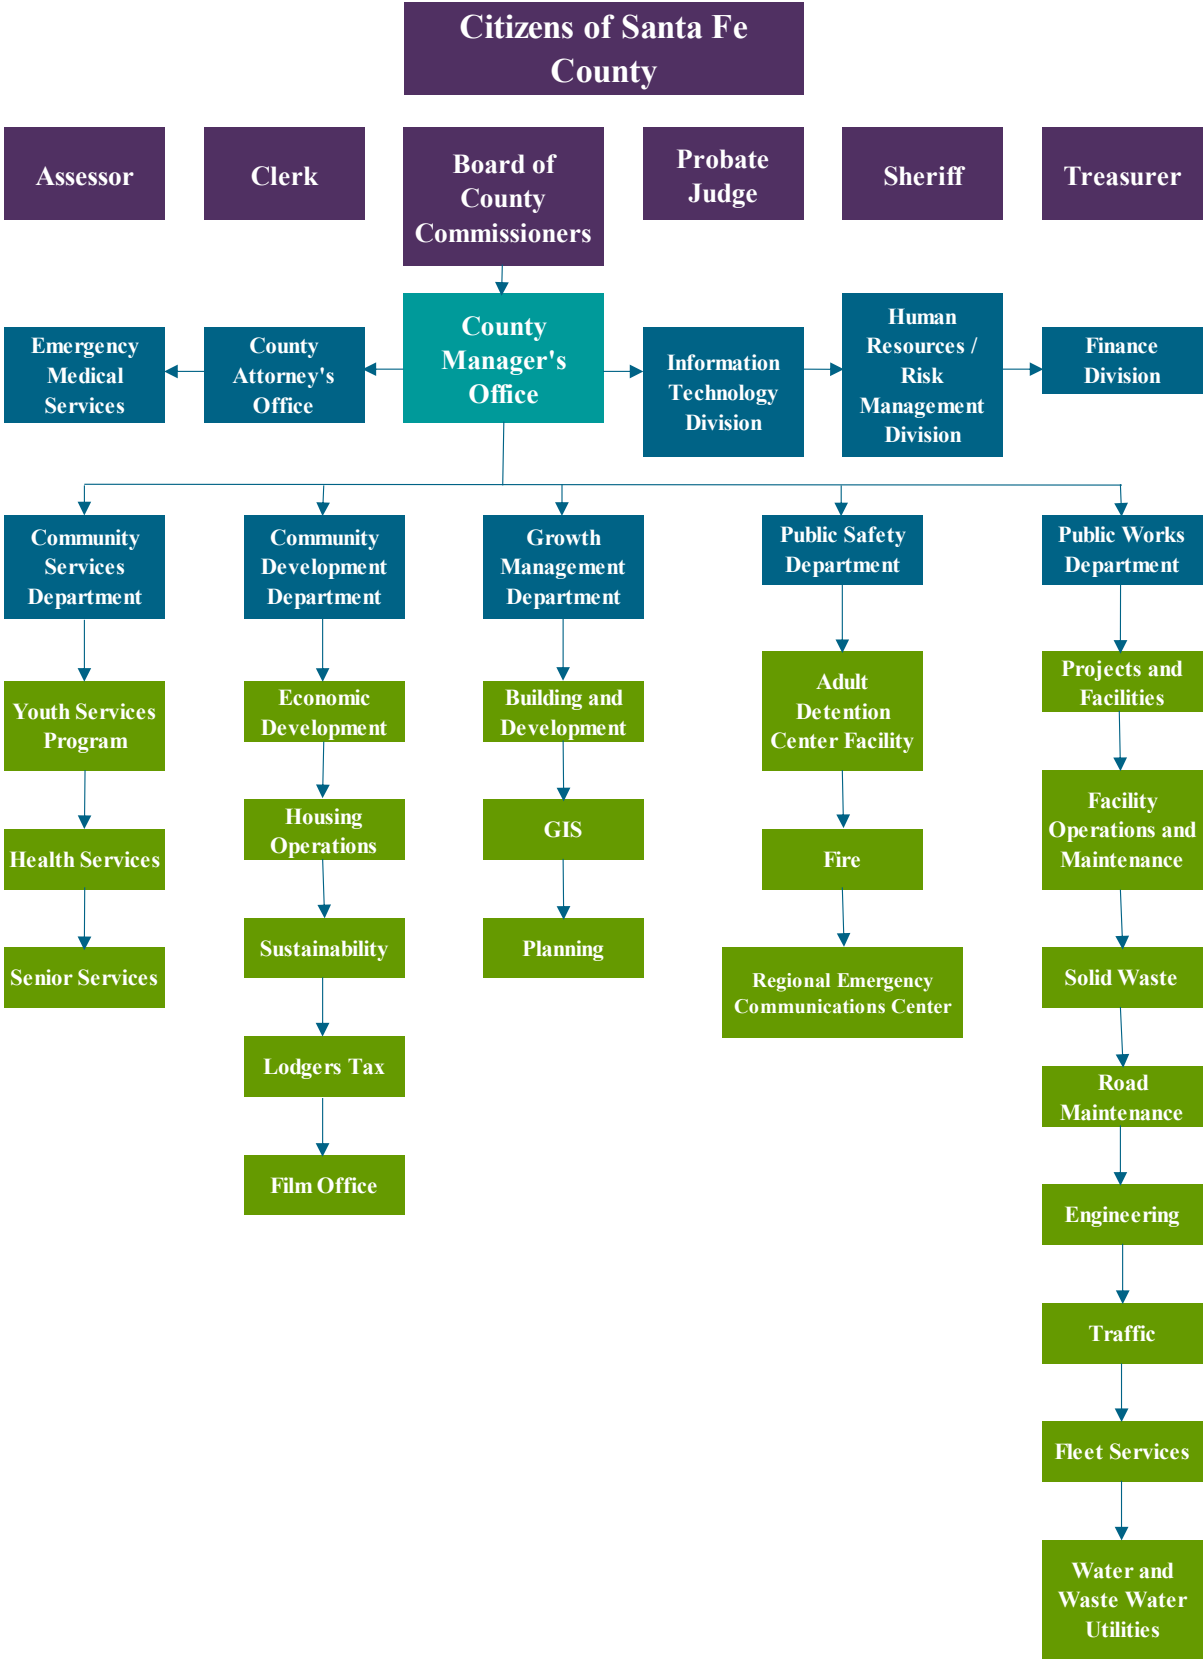 Citizens of Santa Fe
County
Assessor
Clerk
Board of
County
Commissioners
Probate
Judge
Sheriff
Treasurer
Emergency
Medical
Services
County
Attorney's
Office
County
Manager's
Office
Information
Technology
Division
Human
Resources /
Risk
Management
Division
Finance
Division
Community
Services
Department
Community
Development
Department
Growth
Management
Department
Public Safety
Department
Public Works
Department
Youth Services
Program
Health Services
Senior Services
Economic
Development
Housing
Operations
Sustainability
Lodgers Tax
Film Office
Building and
Development
GIS
Planning
Adult
Detention
Center Facility
Fire
Regional Emergency
Communications Center
Projects and
Facilities
Facility
Operations and
Maintenance
Solid Waste
Road
Maintenance
Engineering
Traffic
Fleet Services
Water and
Waste Water
Utilities